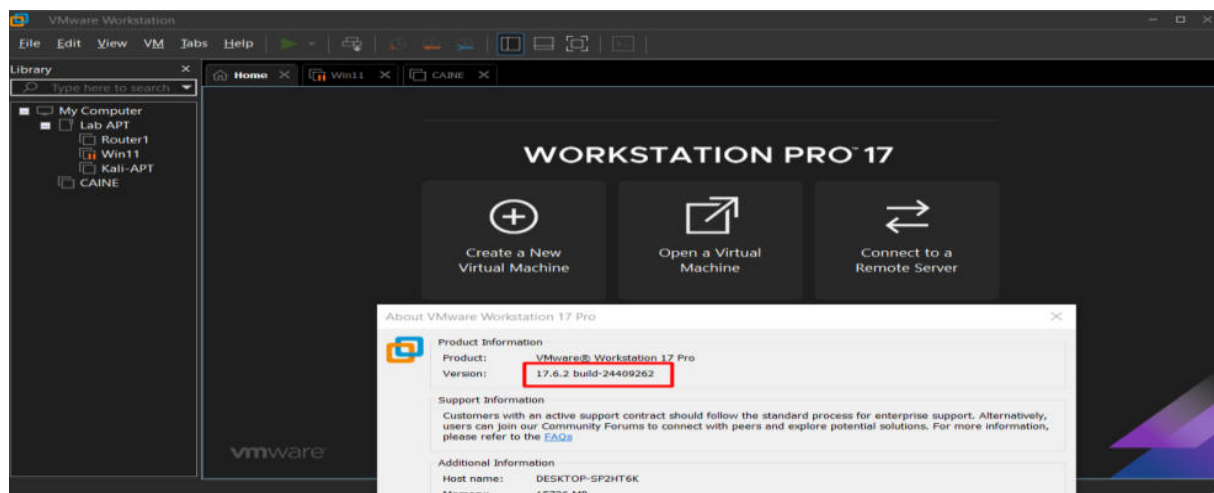 VMware Workstation
File Edit View VM Tabs Help
Library
Type here to search
Home Win11 CAINE
My Computer
Lab APT
Router1
Win11
Kali-APT
CAINE
WORKSTATION PRO™ 17
Create a New
Virtual Machine
Open a Virtual
Machine
Connect to a
Remote Server
vmware
About VMware Workstation 17 Pro
Product Information
Product: VMware® Workstation 17 Pro
Version: 17.6.2 build-24409262
Support Information
Customers with an active support contract should follow the standard process for enterprise support. Alternatively,
users can join our Community Forums to connect with peers and explore potential solutions. For more information,
please refer to the FAQs
Additional Information
Host name: DESKTOP-SP2HT6K